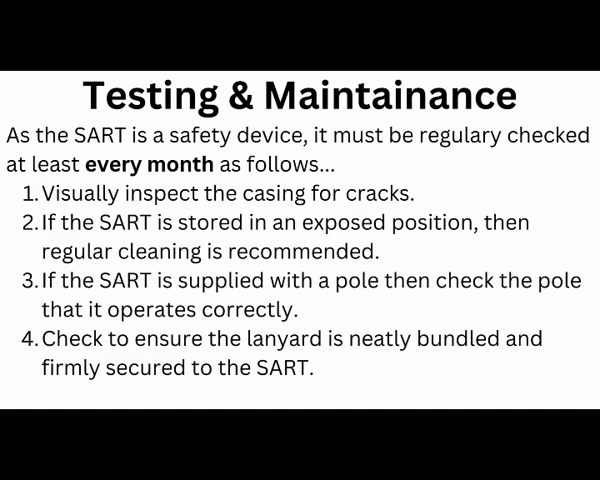 Testing & Maintainance
As the SART is a safety device, it must be regulary checked
at least every month as follows...
1. Visually inspect the casing for cracks.
2. If the SART is stored in an exposed position, then
regular cleaning is recommended.
3. If the SART is supplied with a pole then check the pole
that it operates correctly.
4. Check to ensure the lanyard is neatly bundled and
firmly secured to the SART.